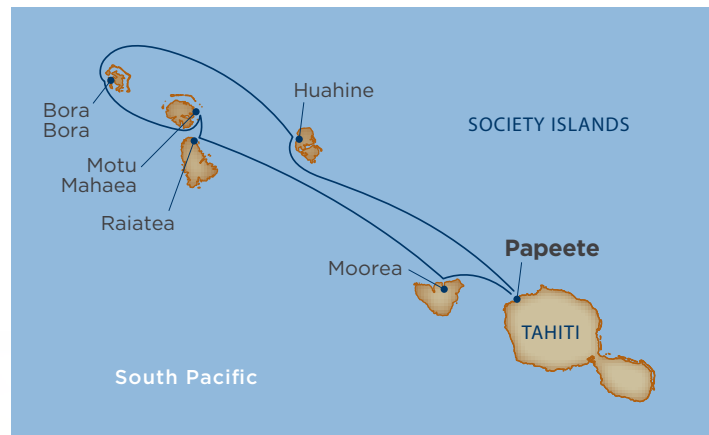 Huahine
Bora
Bora
SOCIETY ISLANDS
Motu
Mahaea
Raiatea
Papeete
Moorea
TAHITI
South Pacific